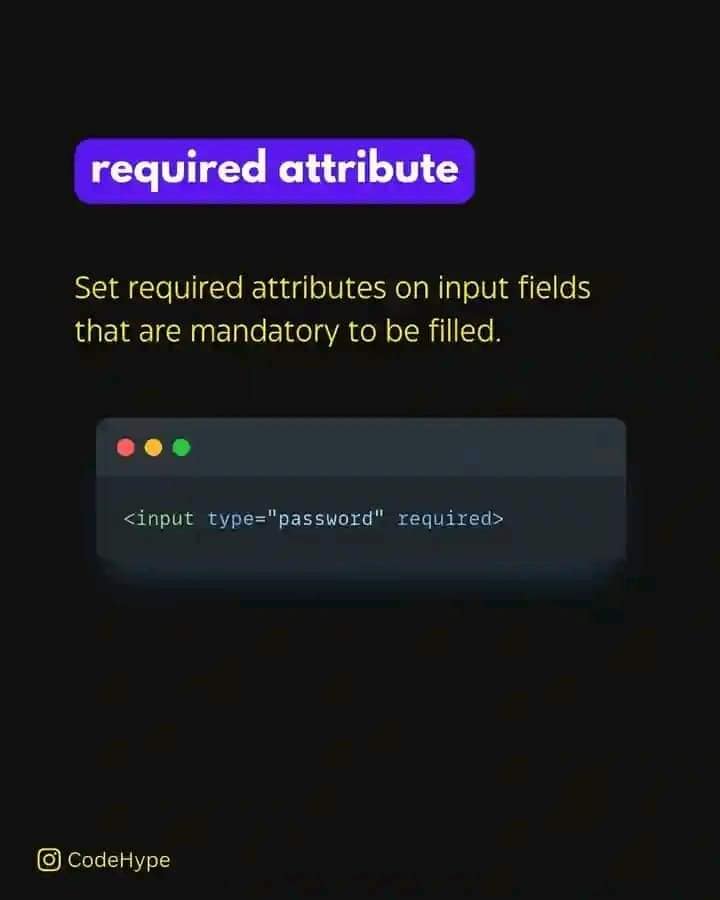 required attribute
Set required attributes on input fields
that are mandatory to be filled.
<input type="password" required>
CodeHype